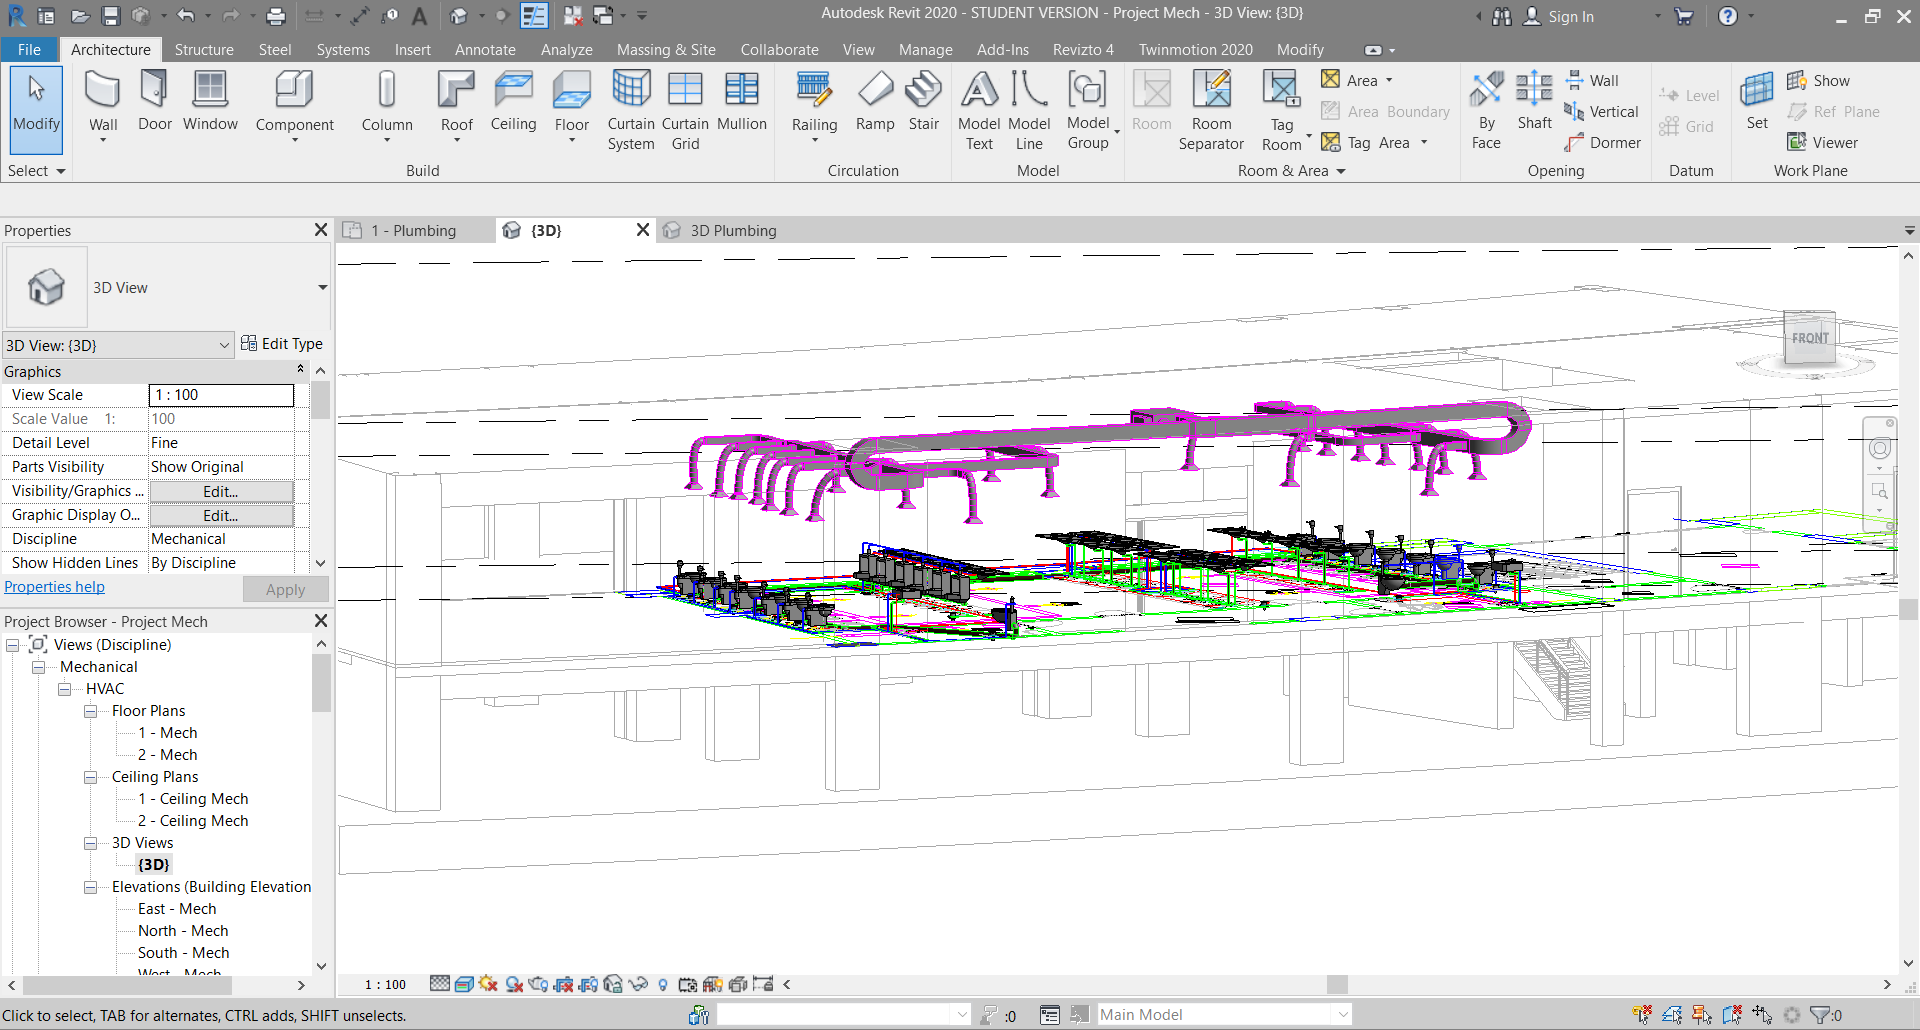 Autodesk Revit 2020 - STUDENT VERSION - Project Mech - 3D View: {3D}
Sign In
File Architecture Structure Steel Systems Insert Annotate Analyze Massing & Site Collaborate View Manage Add-Ins Revizto 4 Twinmotion 2020 Modify
Modify
Wall
Door
Window
Component
Column
Roof
Ceiling
Floor
Curtain System
Curtain Grid
Mullion
Railing
Ramp
Stair
Model Text
Model Line
Model Group
Room
Room Separator
Tag Room
Area
Area Boundary
Tag Area
By Face
Shaft
Wall
Vertical
Dormer
Level
Grid
Set
Show
Ref Plane
Viewer
Select
Build
Circulation
Model
Room & Area
Opening
Datum
Work Plane
Properties
1 - Plumbing
{3D}
3D Plumbing
3D View
3D View: {3D}
Edit Type
Graphics
View Scale 1 : 100
Scale Value 1: 100
Detail Level Fine
Parts Visibility Show Original
Visibility/Graphics ... Edit...
Graphic Display O... Edit...
Discipline Mechanical
Show Hidden Lines By Discipline
Properties help
Apply
Project Browser - Project Mech
Views (Discipline)
Mechanical
HVAC
Floor Plans
1 - Mech
2 - Mech
Ceiling Plans
1 - Ceiling Mech
2 - Ceiling Mech
3D Views
{3D}
Elevations (Building Elevation
East - Mech
North - Mech
South - Mech
West - Mech
FRONT
1 : 100
Click to select, TAB for alternates, CTRL adds, SHIFT unselects.
:0
Main Model
:0